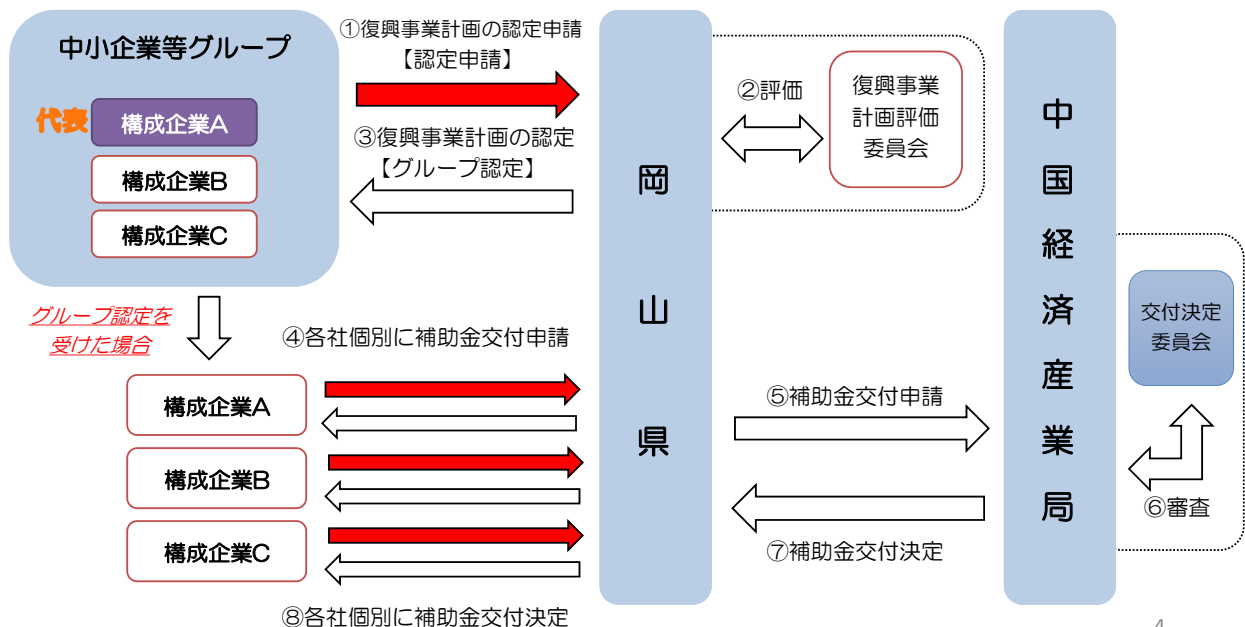 中小企業等グループ
代表
構成企業A
構成企業B
構成企業C
①復興事業計画の認定申請
【認定申請】
③復興事業計画の認定
【グループ認定】
②評価
復興事業
計画評価
委員会
岡山県
中国経済産業局
グループ認定を
受けた場合
④各社個別に補助金交付申請
構成企業A
構成企業B
構成企業C
⑧各社個別に補助金交付決定
⑤補助金交付申請
⑦補助金交付決定
交付決定
委員会
⑥審査
4